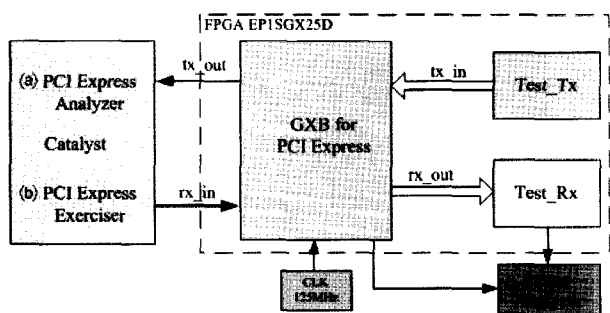 FPGA EP1SGX25D
(a) PCI Express
Analyzer
Catalyst
(b) PCI Express
Exerciser
tx_out
rx_in
GXB for
PCI Express
tx_in
rx_out
Test_Tx
Test_Rx
CLK
125MHz